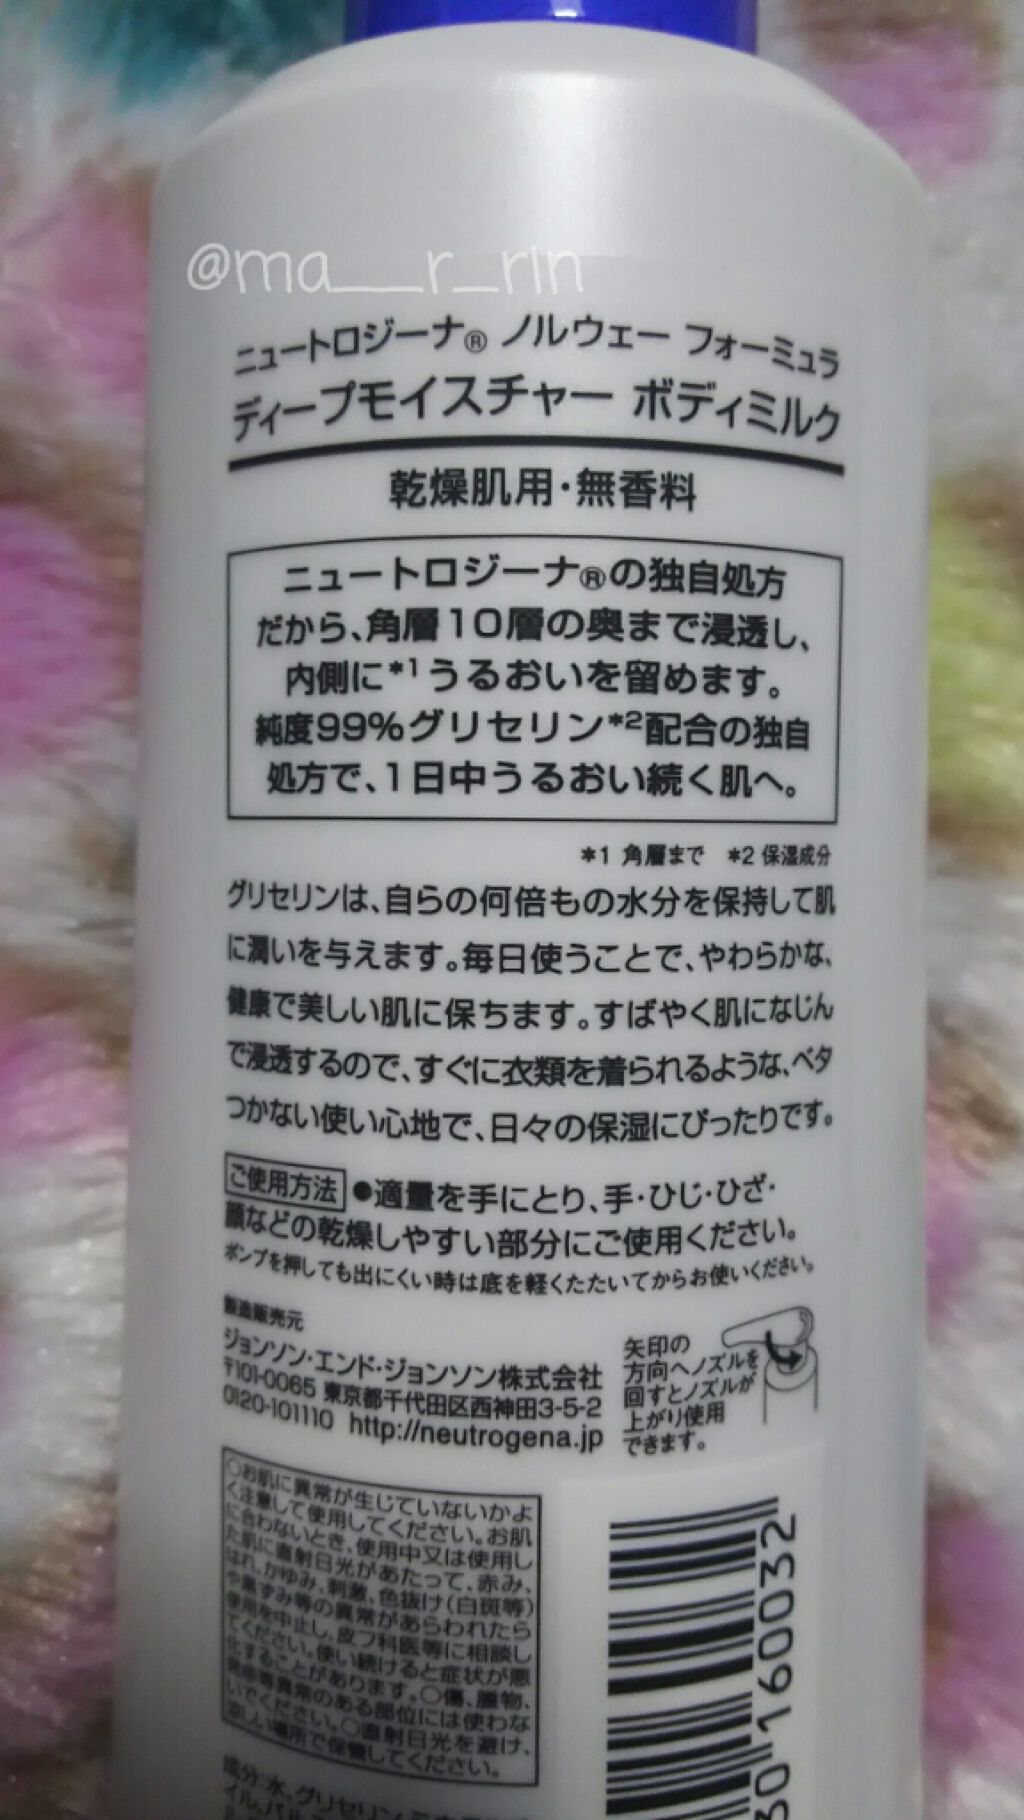 @ma__r_rin
ニュートロジーナ® ノルウェー フォーミュラ
ディープモイスチャー ボディミルク
乾燥肌用・無香料
ニュートロジーナ®の独自処方
だから、角層10層の奥まで浸透し、
内側に*1うるおいを留めます。
純度99%グリセリン*2配合の独自
処方で、1日中うるおい続く肌へ。
*1 角層まで *2 保湿成分
グリセリンは、自らの何倍もの水分を保持して肌
に潤いを与えます。毎日使うことで、やわらかな、
健康で美しい肌に保ちます。すばやく肌になじん
で浸透するので、すぐに衣類を着られるような、ベタ
つかない使い心地で、日々の保湿にぴったりです。
ご使用方法 ●適量を手にとり、手・ひじ・ひざ・
顔などの乾燥しやすい部分にご使用ください。
ポンプを押しても出にくい時は底を軽くたたいてからお使いください。
製造販売元
ジョンソン・エンド・ジョンソン株式会社
〒101-0065 東京都千代田区西神田3-5-2
0120-101110 http://neutrogena.jp
矢印の
方向へノズルを
回すとノズルが
上がり使用
できます。
○お肌に異常が生じていないかよ
く注意して使用してください。お肌
に合わないとき、使用中又は使用し
た肌に直射日光があたって、赤み、
はれ、かゆみ、刺激、色抜け(白斑等)
や黒ずみ等の異常があらわれたら
使用を中止し、皮フ科医等に相談し
てください。使い続けると症状が悪
化することがあります。○傷、腫物、
発疹等異常のある部位には使わな
いでください。○直射日光を避け、
涼しい場所で保管してください。
成分:水、グリセリン
イル、パル
30160032